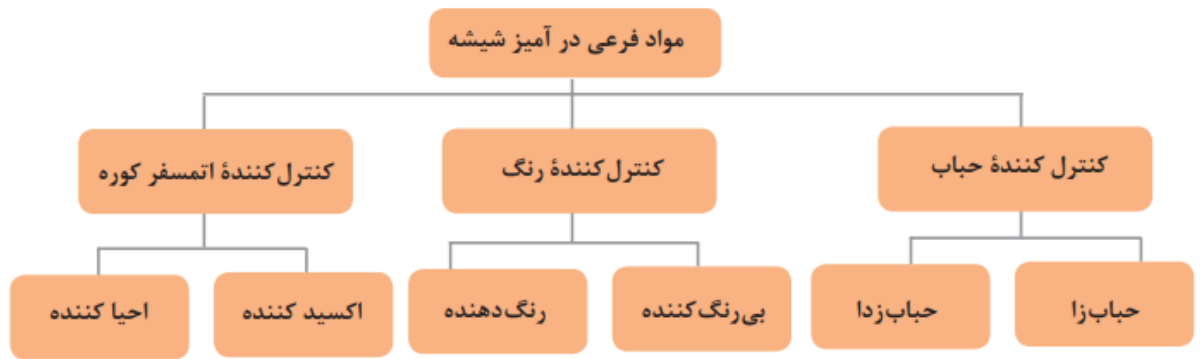 مواد فرعی در آمیز شیشه
کنترل کنندهٔ حباب
کنترل‌کنندهٔ رنگ
کنترل‌کنندهٔ اتمسفر کوره
حباب‌زا
حباب‌زدا
بی‌رنگ‌کننده
رنگ‌دهنده
اکسید کننده
احیا کننده